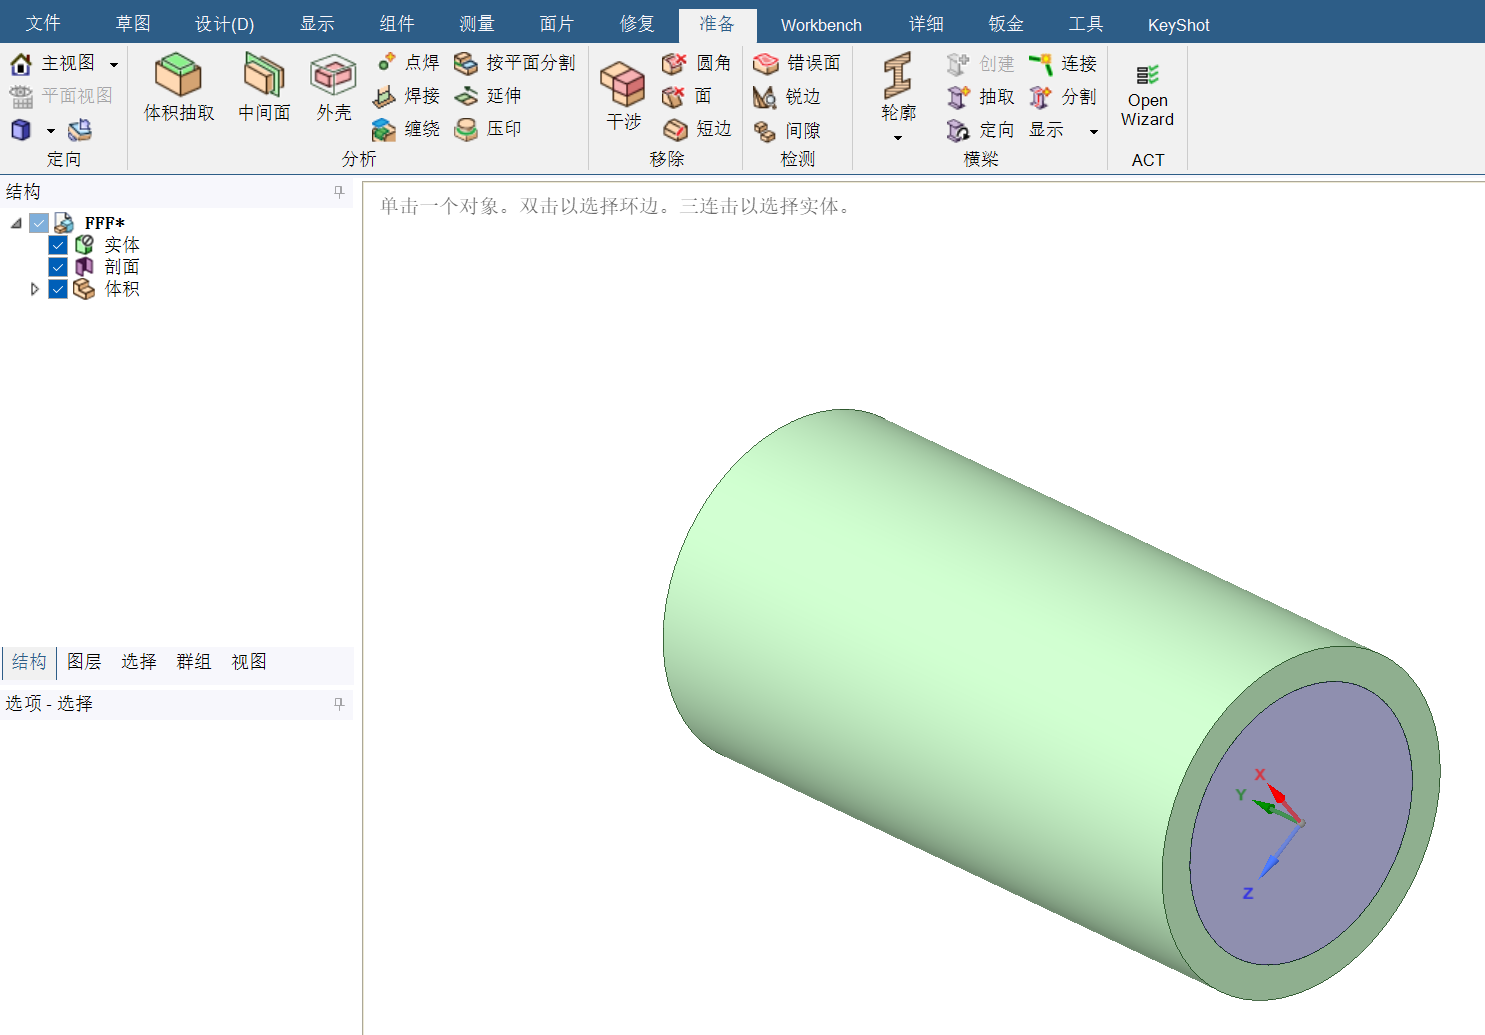 文件 草图 设计(D) 显示 组件 测量 面片 修复 准备 Workbench 详细 钣金 工具 KeyShot
主视图
平面视图
定向
体积抽取 中间面 外壳
点焊 按平面分割
焊接 延伸
缠绕 压印
分析
干涉
圆角
面
短边
移除
错误面
锐边
间隙
检测
轮廓
创建 连接
抽取 分割
定向 显示
横梁
Open
Wizard
ACT
结构
FFF*
实体
剖面
体积
结构 图层 选择 群组 视图
选项 - 选择
单击一个对象。双击以选择环边。三连击以选择实体。
X
Y
Z